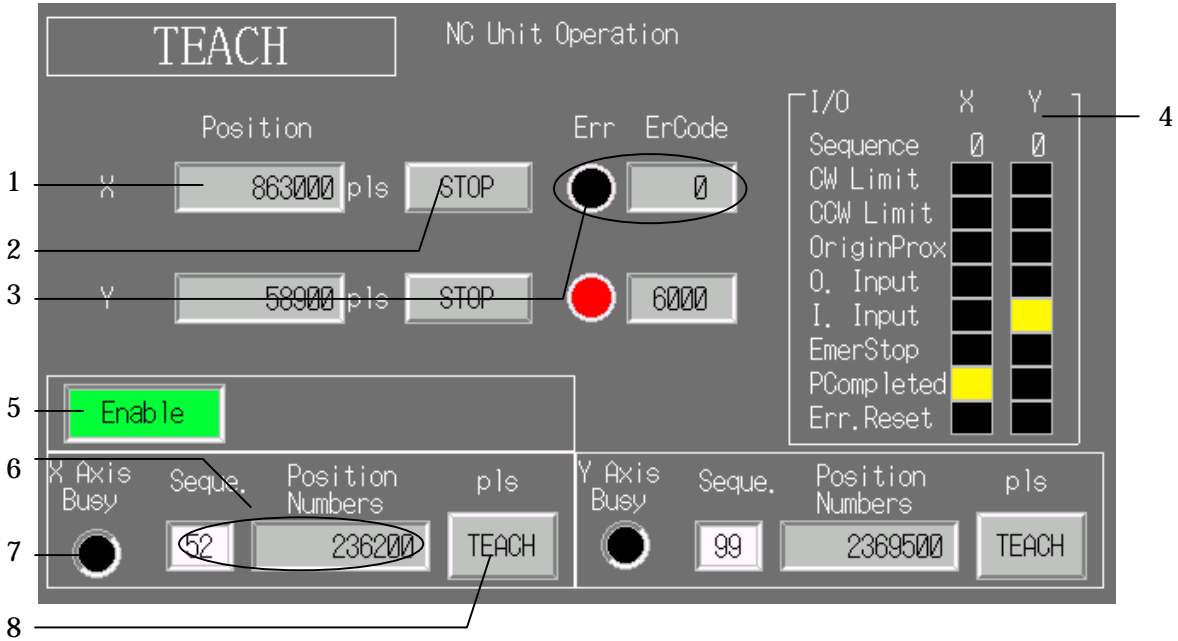 TEACH
NC Unit Operation
Position
Err ErCode
I/O X Y
4
Sequence 0 0
1
X 863000 pls STOP 0
CW Limit
CCW Limit
2
OriginProx
3
Y 58900 pls STOP 6000
O. Input
I. Input
EmerStop
PCompleted
Err.Reset
5
Enable
6
X Axis Busy
Seque.
Position Numbers
pls
7
52 236200 TEACH
Y Axis Busy
Seque.
Position Numbers
pls
99 2369500 TEACH
8